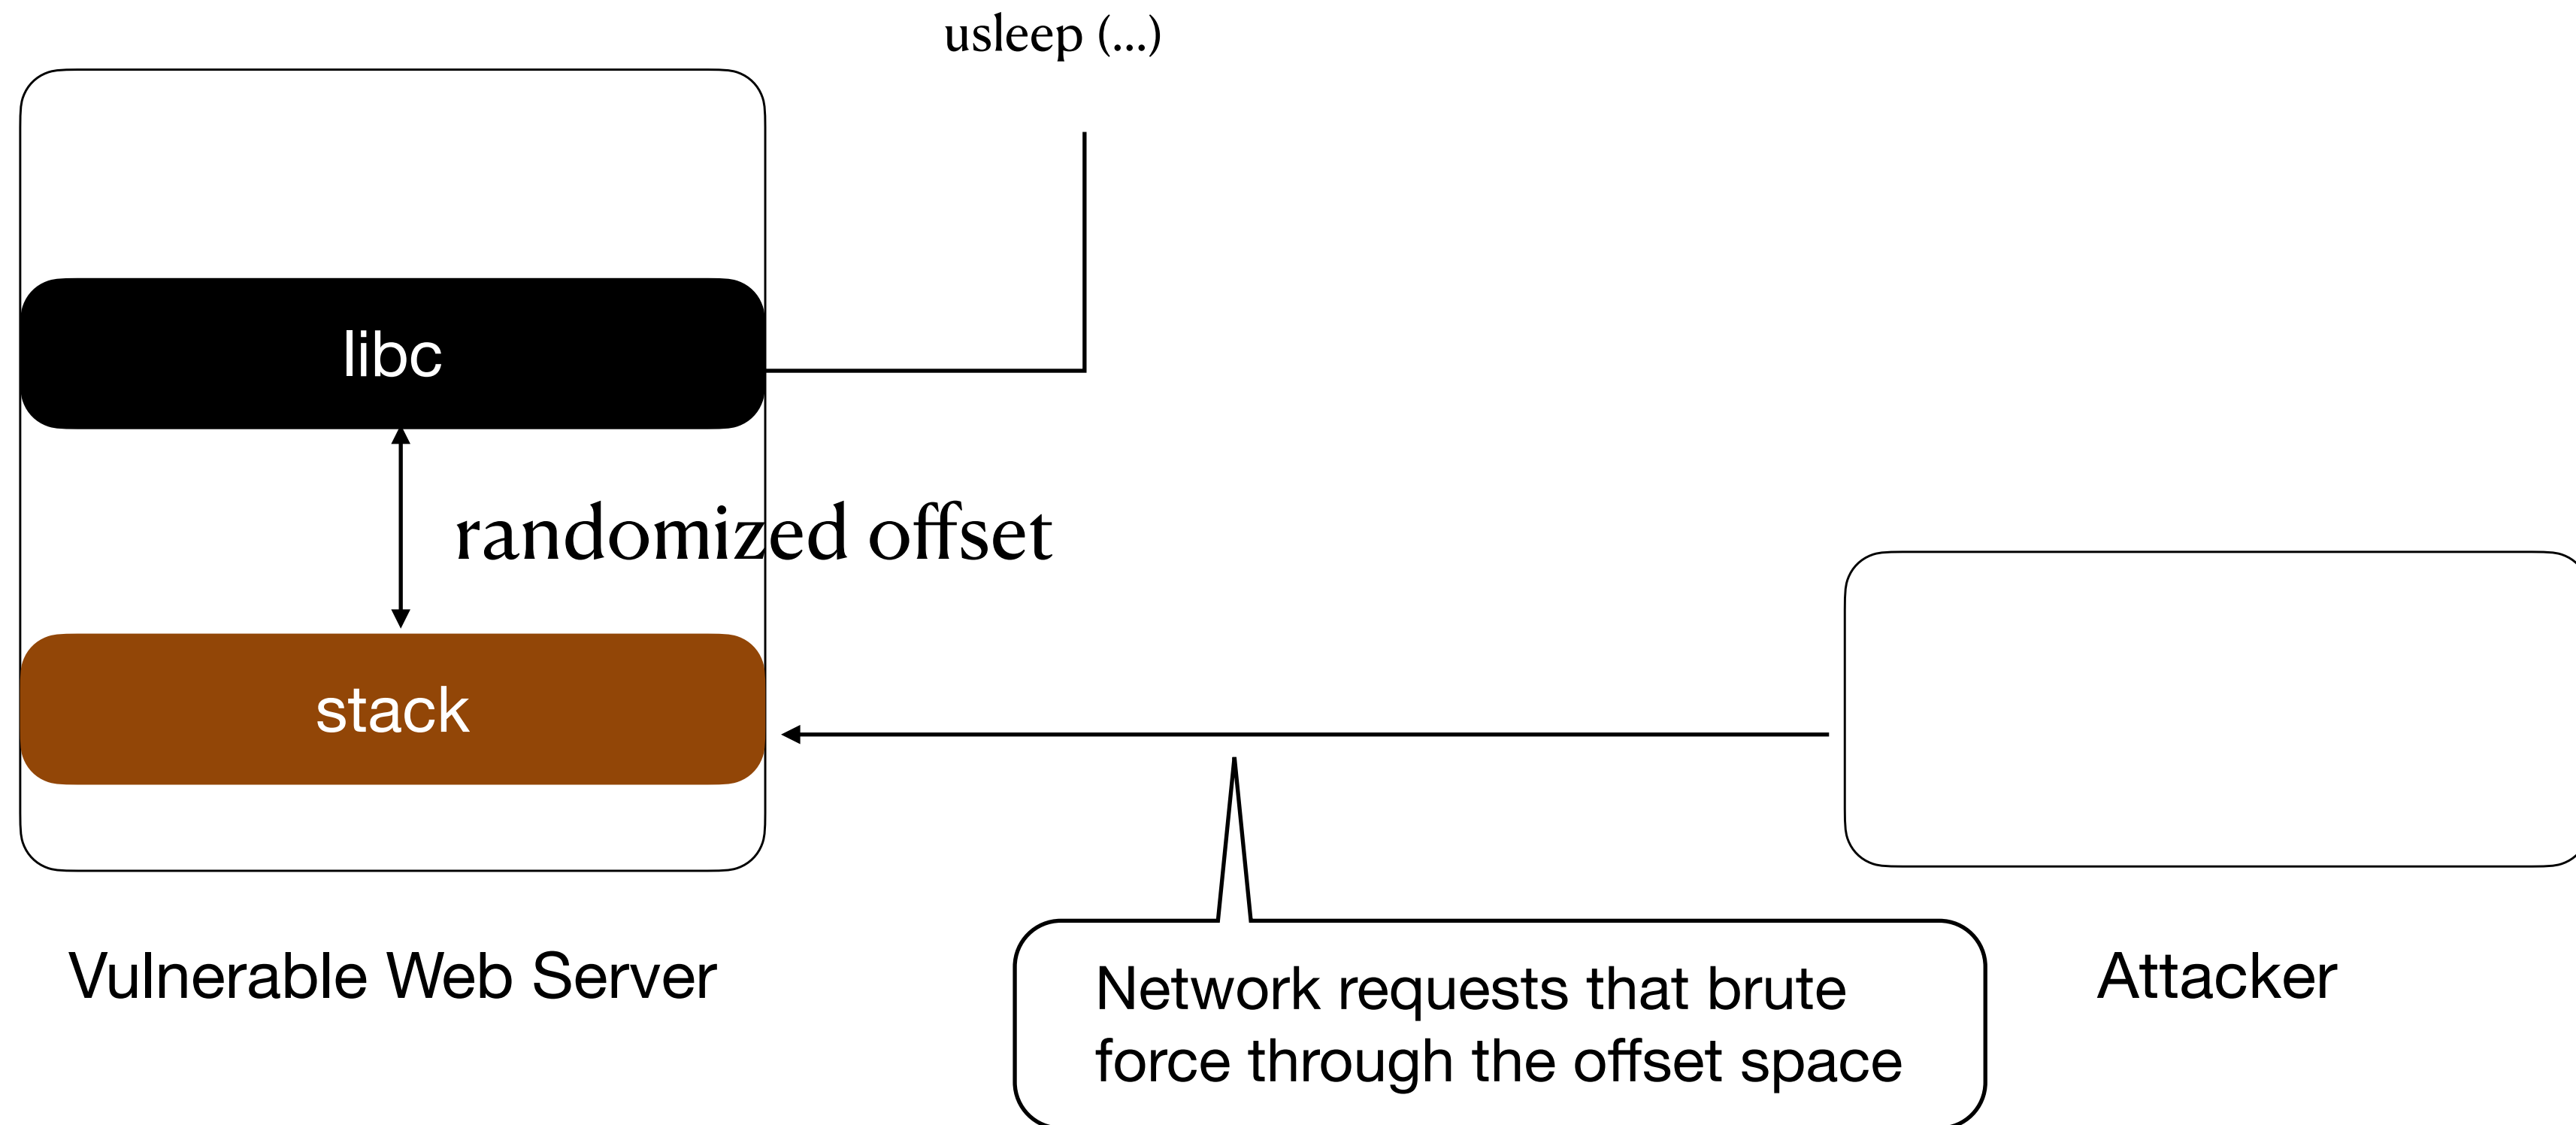 usleep (...)
libc
randomized offset
stack
Vulnerable Web Server
Network requests that brute
force through the offset space
Attacker